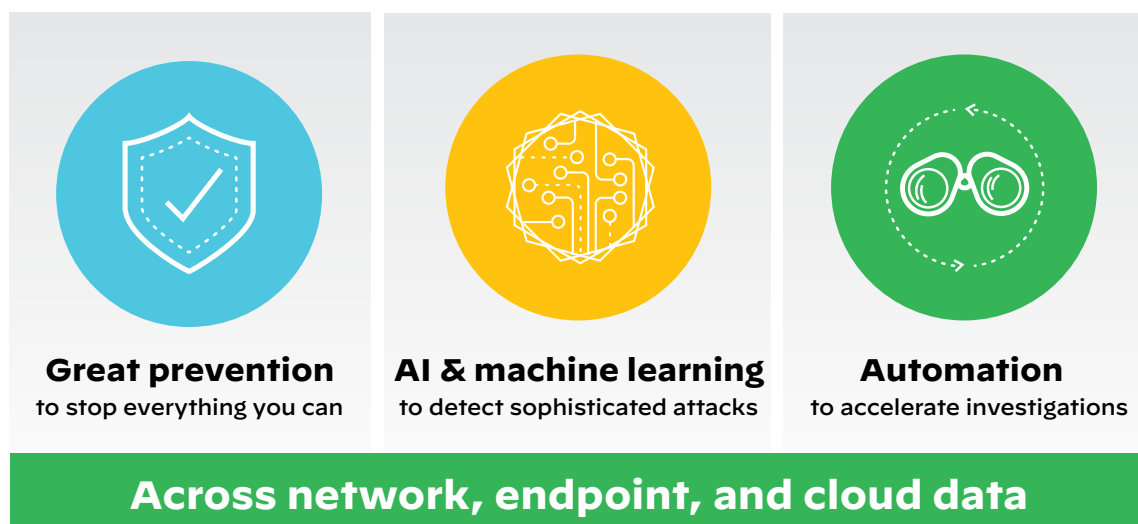 Great prevention
to stop everything you can
AI & machine learning
to detect sophisticated attacks
Automation
to accelerate investigations
Across network, endpoint, and cloud data